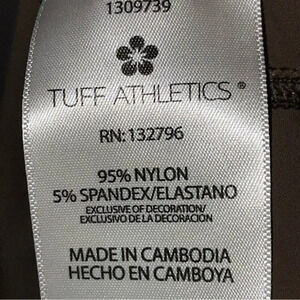 1309739
TUFF ATHLETICS®
RN: 132796
95% NYLON
5% SPANDEX/ELASTANO
EXCLUSIVE OF DECORATION/
EXCLUSIVO DE LA DECORACION
MADE IN CAMBODIA
HECHO EN CAMBOYA